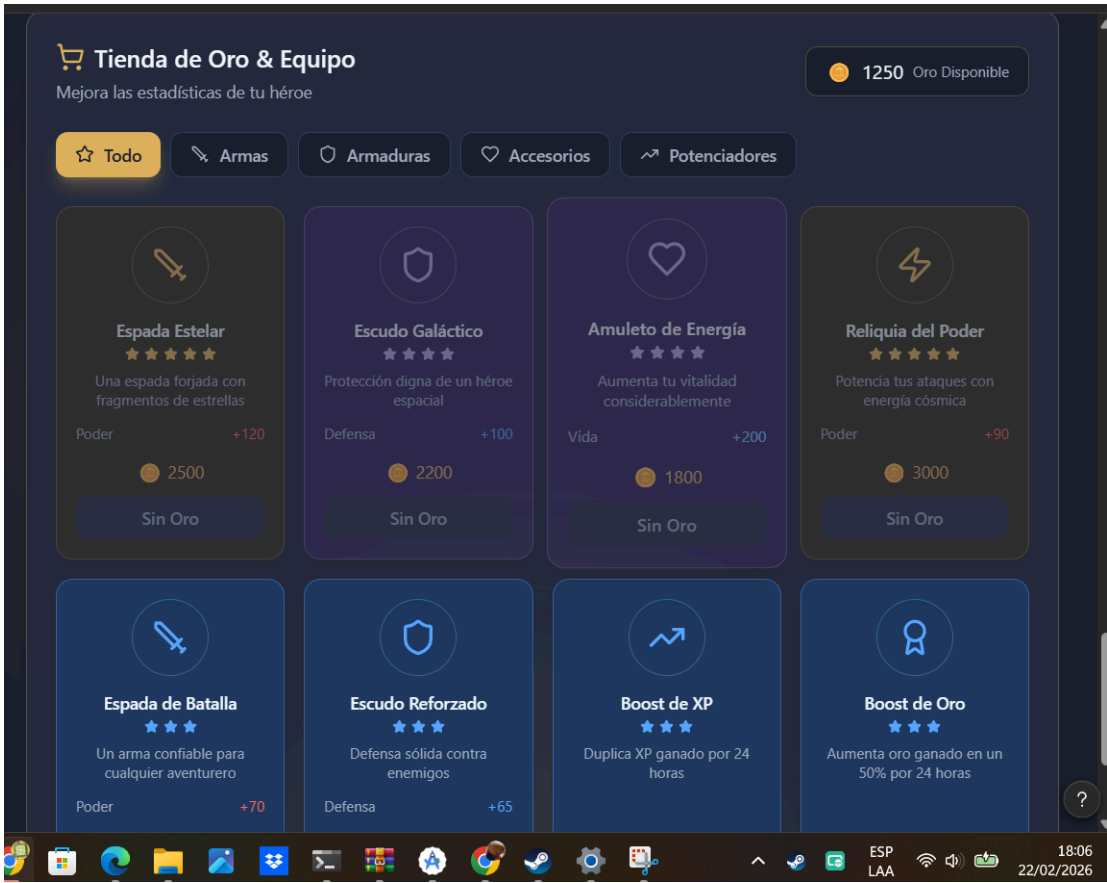 Tienda de Oro & Equipo
Mejora las estadísticas de tu héroe
1250 Oro Disponible
Todo
Armas
Armaduras
Accesorios
Potenciadores
Espada Estelar
Una espada forjada con
fragmentos de estrellas
Poder +120
2500
Sin Oro
Escudo Galáctico
Protección digna de un héroe
espacial
Defensa +100
2200
Sin Oro
Amuleto de Energía
Aumenta tu vitalidad
considerablemente
Vida +200
1800
Sin Oro
Reliquia del Poder
Potencia tus ataques con
energía cósmica
Poder +90
3000
Sin Oro
Espada de Batalla
Un arma confiable para
cualquier aventurero
Poder +70
Escudo Reforzado
Defensa sólida contra
enemigos
Defensa +65
Boost de XP
Duplica XP ganado por 24
horas
Boost de Oro
Aumenta oro ganado en un
50% por 24 horas
?
ESP
LAA
18:06
22/02/2026